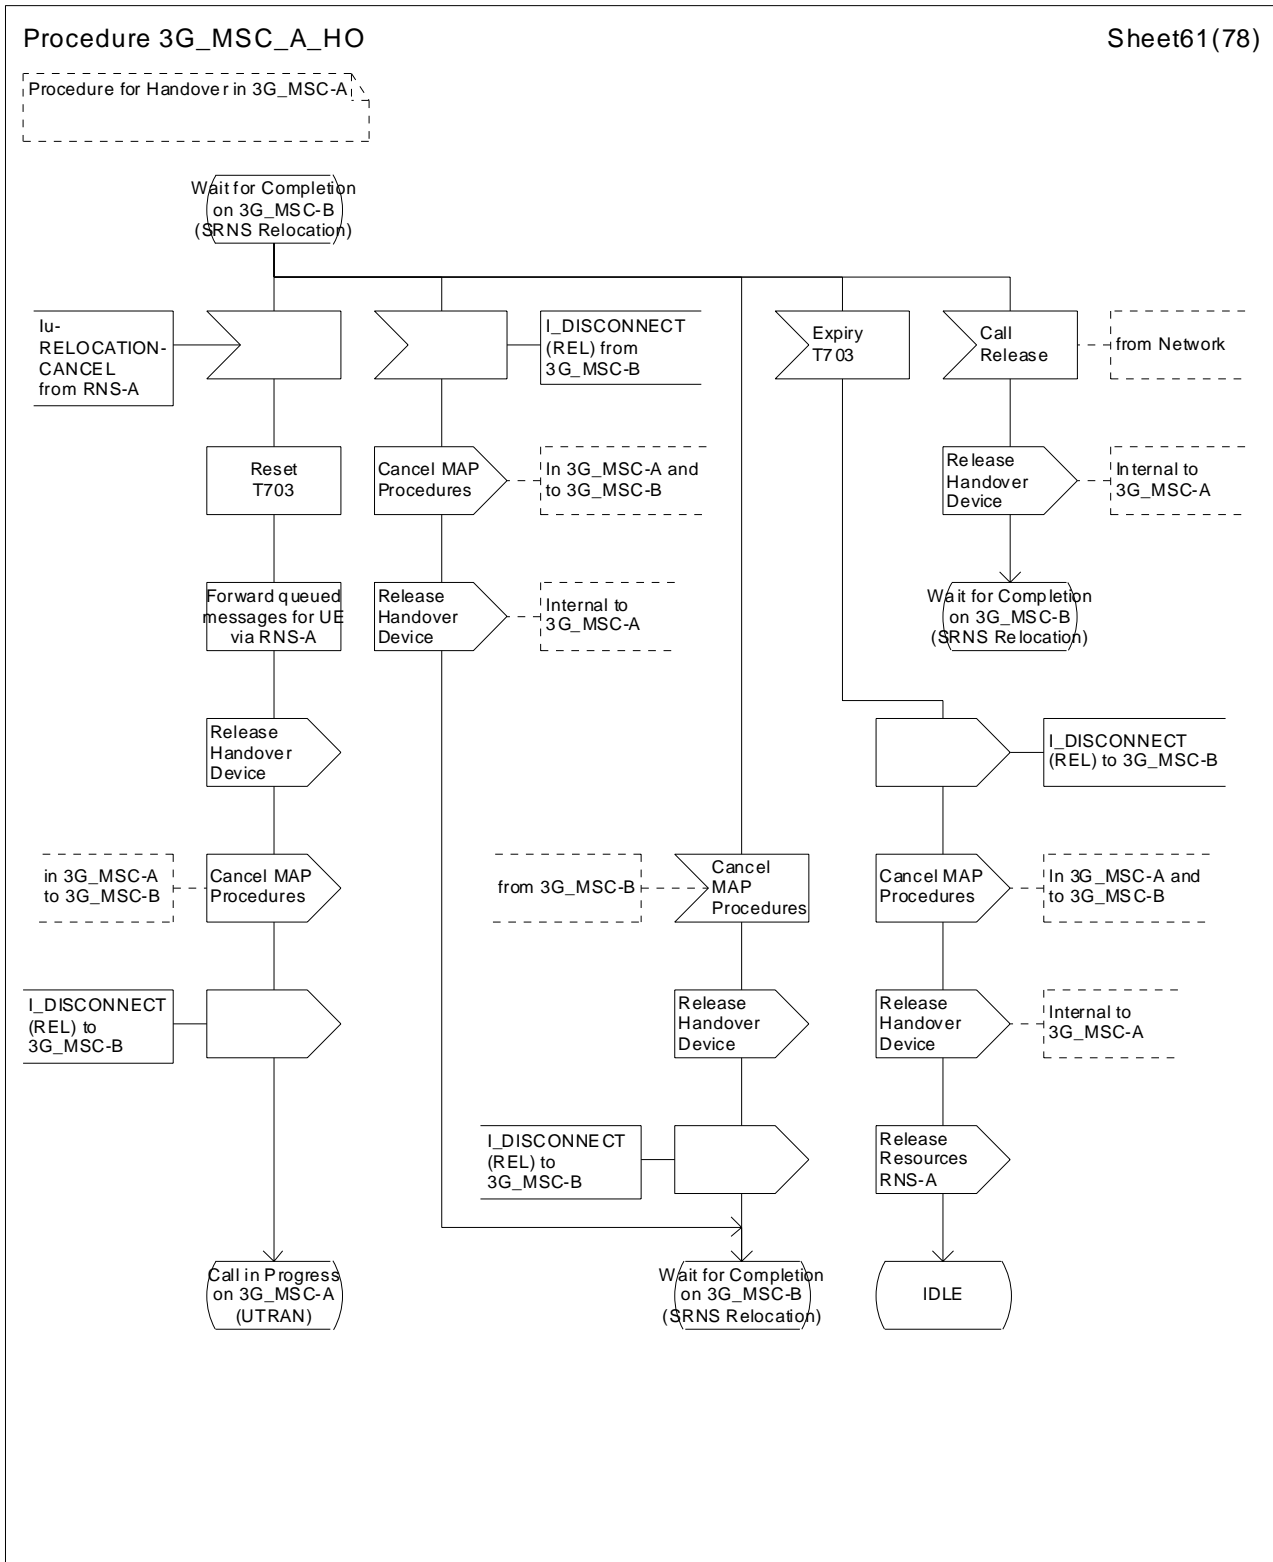 Procedure 3G_MSC_A_HO
Sheet61(78)
Procedure for Handover in 3G_MSC-A
Wait for Completion
on 3G_MSC-B
(SRNS Relocation)
Iu-
RELOCATION-
CANCEL
from RNS-A
I_DISCONNECT
(REL) from
3G_MSC-B
Expiry
T703
Call
Release
from Network
Reset
T703
Cancel MAP
Procedures
In 3G_MSC-A and
to 3G_MSC-B
Release
Handover
Device
Internal to
3G_MSC-A
Forward queued
messages for UE
via RNS-A
Release
Handover
Device
Internal to
3G_MSC-A
Wait for Completion
on 3G_MSC-B
(SRNS Relocation)
Release
Handover
Device
I_DISCONNECT
(REL) to 3G_MSC-B
in 3G_MSC-A
to 3G_MSC-B
Cancel MAP
Procedures
from 3G_MSC-B
Cancel
MAP
Procedures
Cancel MAP
Procedures
In 3G_MSC-A and
to 3G_MSC-B
I_DISCONNECT
(REL) to
3G_MSC-B
Release
Handover
Device
Release
Handover
Device
Internal to
3G_MSC-A
I_DISCONNECT
(REL) to
3G_MSC-B
Release
Resources
RNS-A
Call in Progress
on 3G_MSC-A
(UTRAN)
Wait for Completion
on 3G_MSC-B
(SRNS Relocation)
IDLE